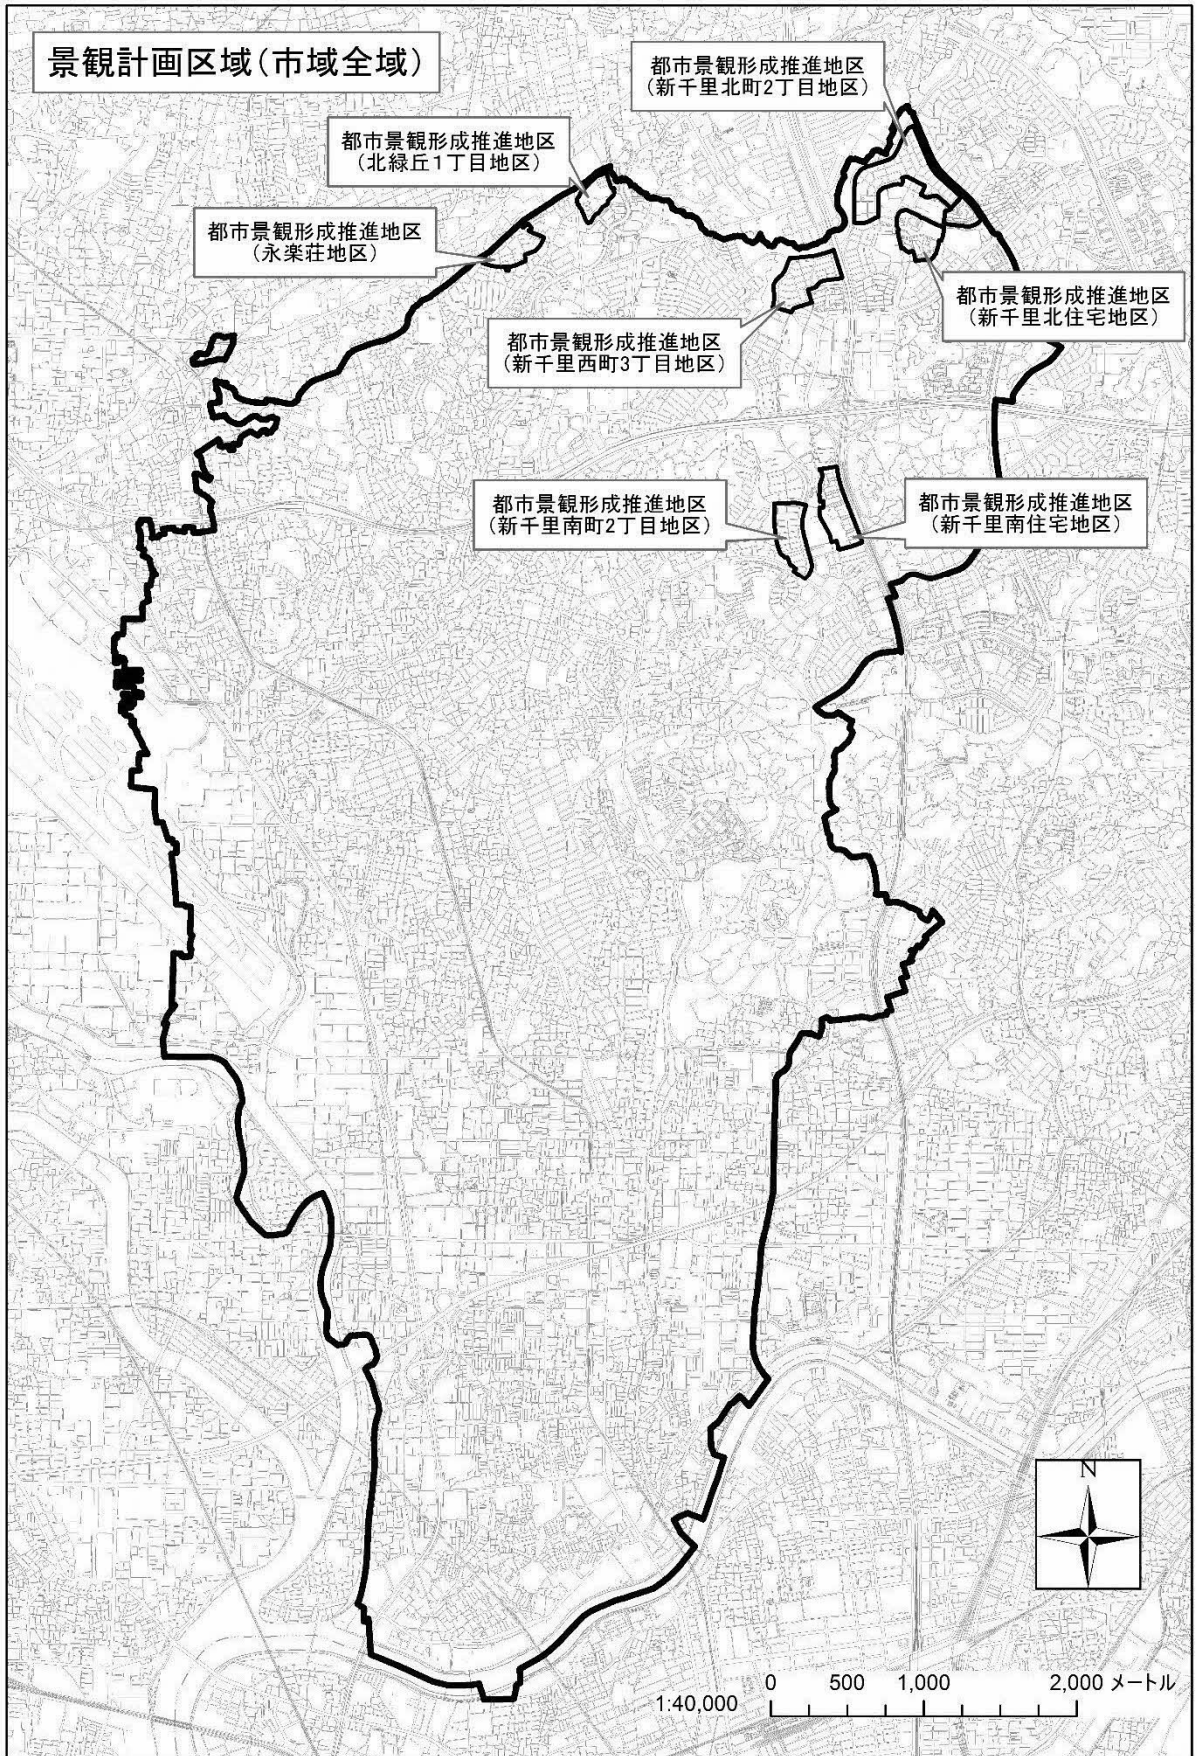 景観計画区域(市域全域)
都市景観形成推進地区
(新千里北町2丁目地区)
都市景観形成推進地区
(北緑丘1丁目地区)
都市景観形成推進地区
(永楽荘地区)
都市景観形成推進地区
(新千里北住宅地区)
都市景観形成推進地区
(新千里西町3丁目地区)
都市景観形成推進地区
(新千里南町2丁目地区)
都市景観形成推進地区
(新千里南住宅地区)
N
0 500 1,000 2,000 メートル
1:40,000